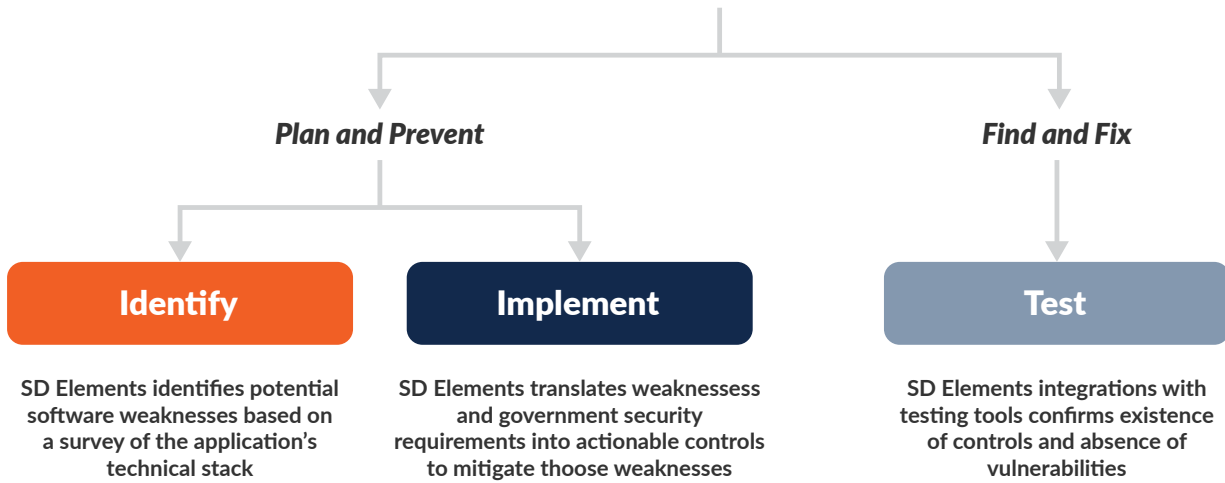 Plan and Prevent
Find and Fix
Identify
Implement
Test
SD Elements identifies potential
software weaknesses based on
a survey of the application’s
technical stack
SD Elements translates weaknessess
and government security
requirements into actionable controls
to mitigate thoose weaknesses
SD Elements integrations with
testing tools confirms existence
of controls and absence of
vulnerabilities